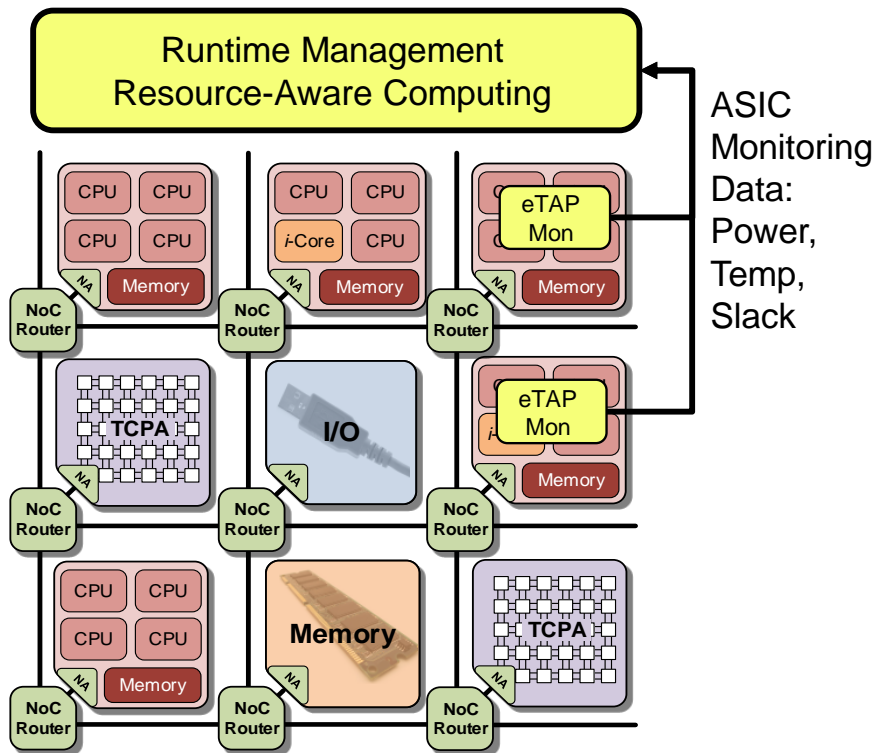 Runtime Management
Resource-Aware Computing
ASIC
Monitoring
Data:
Power,
Temp,
Slack
CPU
CPU
CPU
CPU
NA
Memory
NoC
Router
CPU
CPU
i-Core
CPU
NA
Memory
NoC
Router
eTAP
Mon
NA
Memory
NoC
Router
TCPA
NA
NoC
Router
I/O
NA
NoC
Router
eTAP
Mon
NA
Memory
NoC
Router
CPU
CPU
CPU
CPU
NA
Memory
NoC
Router
Memory
NA
NoC
Router
TCPA
NA
NoC
Router